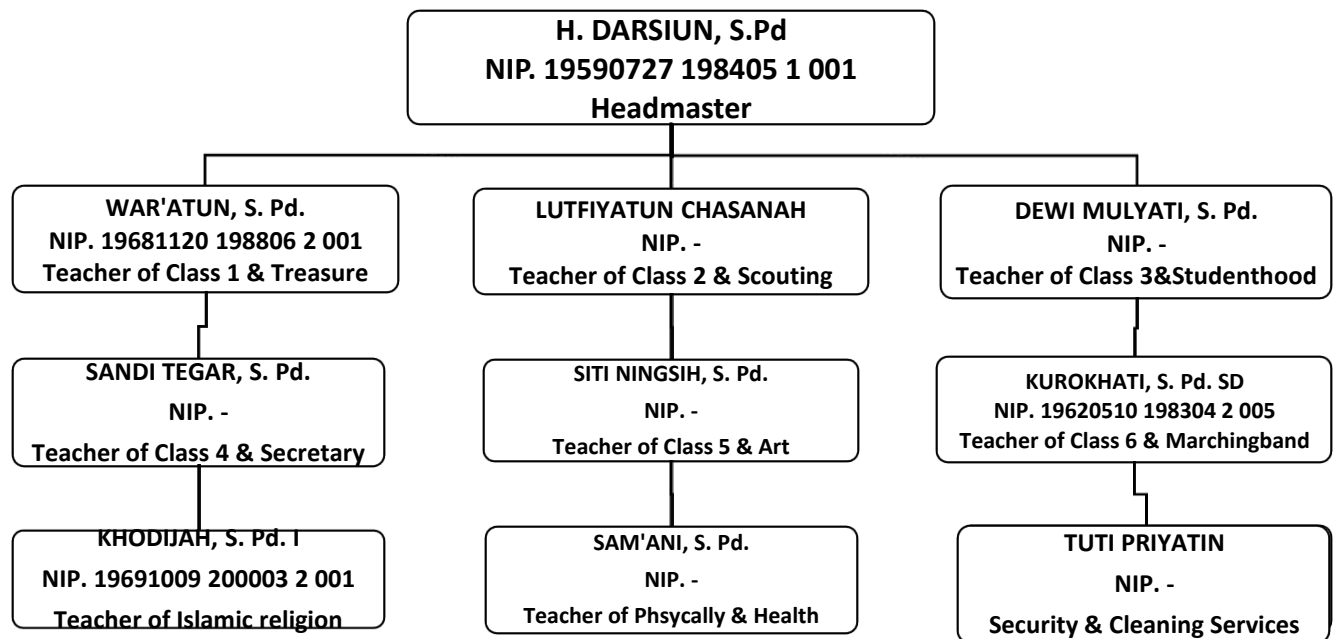 H. DARSIUN, S.Pd
NIP. 19590727 198405 1 001
Headmaster
WAR'ATUN, S. Pd.
NIP. 19681120 198806 2 001
Teacher of Class 1 & Treasure
LUTFIYATUN CHASANAH
NIP. -
Teacher of Class 2 & Scouting
DEWI MULYATI, S. Pd.
NIP. -
Teacher of Class 3&Studenthood
SANDI TEGAR, S. Pd.
NIP. -
Teacher of Class 4 & Secretary
SITI NINGSIH, S. Pd.
NIP. -
Teacher of Class 5 & Art
KUROKHATI, S. Pd. SD
NIP. 19620510 198304 2 005
Teacher of Class 6 & Marchingband
KHODIJAH, S. Pd. I
NIP. 19691009 200003 2 001
Teacher of Islamic religion
SAM'ANI, S. Pd.
NIP. -
Teacher of Phsycally & Health
TUTI PRIYATIN
NIP. -
Security & Cleaning Services